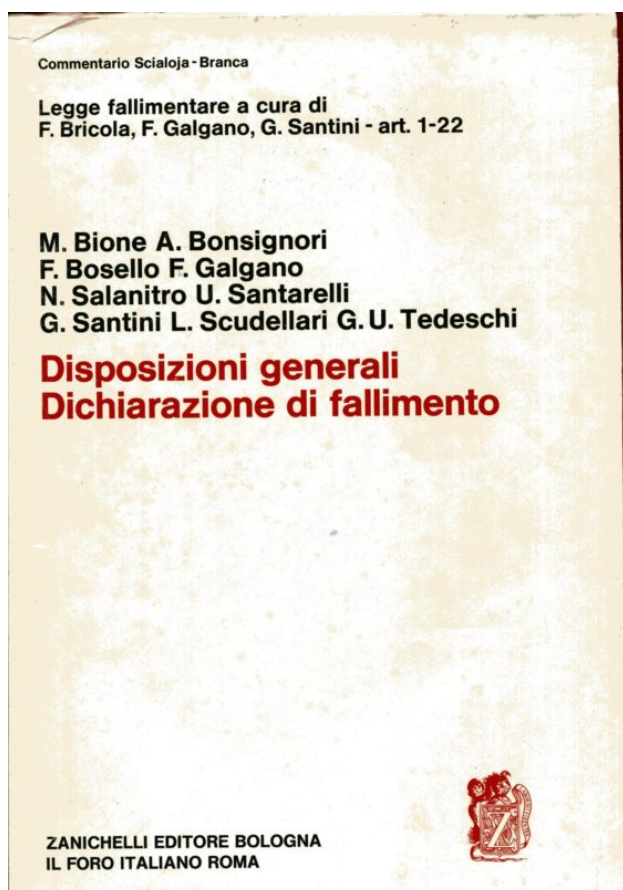 Commentario Scialoja-Branca
Legge fallimentare a cura di
F. Bricola, F. Galgano, G. Santini - art. 1-22
M. Bione A. Bonsignori
F. Bosello F. Galgano
N. Salanitro U. Santarelli
G. Santini L. Scudellari G. U. Tedeschi
Disposizioni generali
Dichiarazione di fallimento
Z
ZANICHELLI EDITORE BOLOGNA
IL FORO ITALIANO ROMA